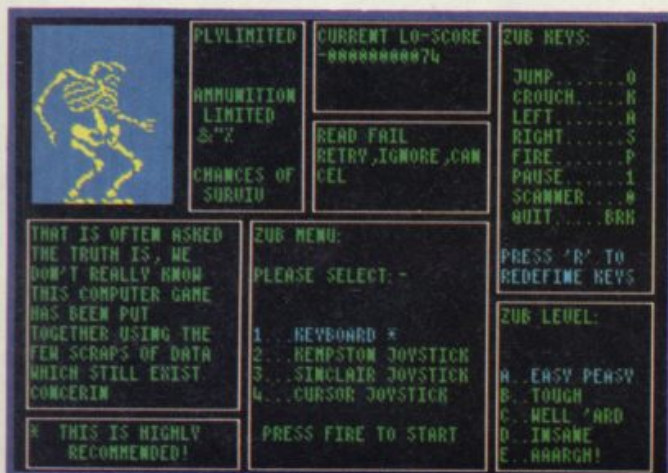 PLYLIMITED
AMMUNITION
LIMITED
&"%
CHANCES OF
SURVIV
CURRENT LO-SCORE
-00000000074
READ FAIL
RETRY,IGNORE,CAN
CEL
ZUB KEYS:
JUMP.......O
CROUCH.....K
LEFT.......A
RIGHT......S
FIRE.......P
PAUSE......1
SCANNER....0
QUIT.....BRK
PRESS 'R' TO
REDEFINE KEYS
THAT IS OFTEN ASKED
THE TRUTH IS, WE
DON'T REALLY KNOW
THIS COMPUTER GAME
HAS BEEN PUT
TOGETHER USING THE
FEW SCRAPS OF DATA
WHICH STILL EXIST
CONCERIN
* THIS IS HIGHLY
RECOMMENDED!
ZUB MENU:
PLEASE SELECT:-
1...KEYBOARD *
2...KEMPSTON JOYSTICK
3...SINCLAIR JOYSTICK
4...CURSOR JOYSTICK
PRESS FIRE TO START
ZUB LEVEL:
A..EASY PEASY
B..TOUGH
C..WELL 'ARD
D..INSANE
E..AAARGH!